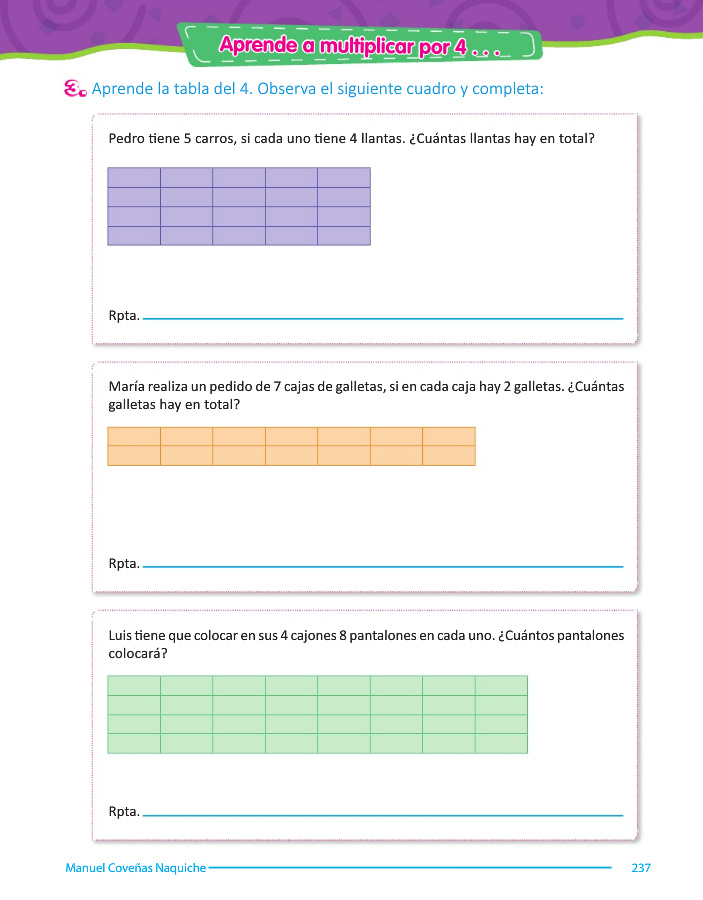 Aprende a multiplicar por 4 . . .
3. Aprende la tabla del 4. Observa el siguiente cuadro y completa:
Pedro tiene 5 carros, si cada uno tiene 4 llantas. ¿Cuántas llantas hay en total?
Rpta.
María realiza un pedido de 7 cajas de galletas, si en cada caja hay 2 galletas. ¿Cuántas
galletas hay en total?
Rpta.
Luis tiene que colocar en sus 4 cajones 8 pantalones en cada uno. ¿Cuántos pantalones
colocará?
Rpta.
Manuel Coveñas Naquiche 237